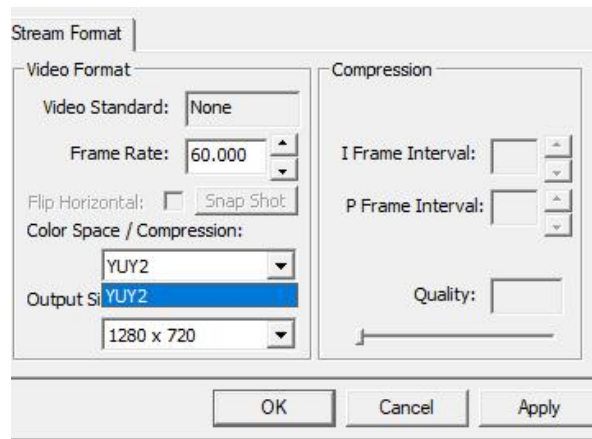 Stream Format
Video Format
Video Standard: None
Frame Rate: 60.000
Flip Horizontal: Snap Shot
Color Space / Compression:
YUY2
YUY2
Output Si
1280 x 720
Compression
I Frame Interval:
P Frame Interval:
Quality:
OK Cancel Apply